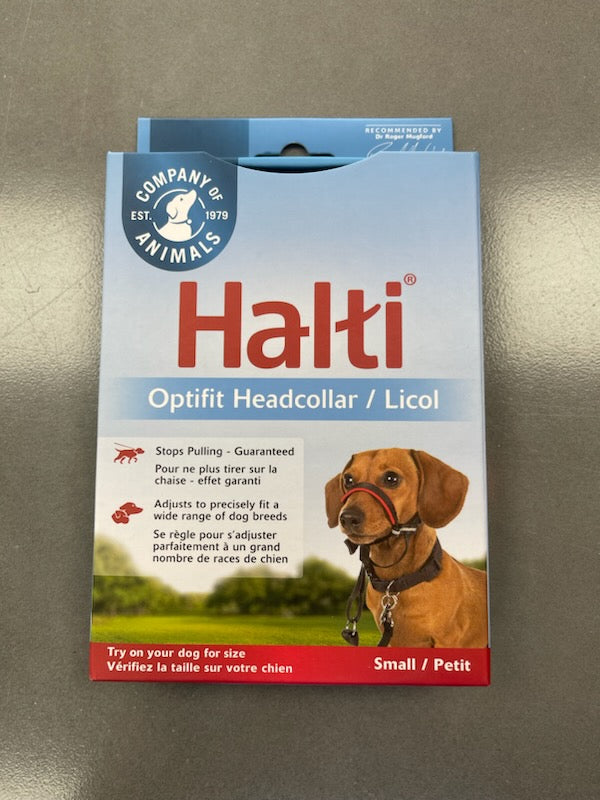 RECOMMENDED BY
Dr Roger Mugford
COMPANY OF
EST. 1979
ANIMALS
Halti®
Optifit Headcollar / Licol
Stops Pulling - Guaranteed
Pour ne plus tirer sur la
chaise - effet garanti
Adjusts to precisely fit a
wide range of dog breeds
Se règle pour s'adjuster
parfaitement à un grand
nombre de races de chien
Try on your dog for size
Vérifiez la taille sur votre chien
Small / Petit